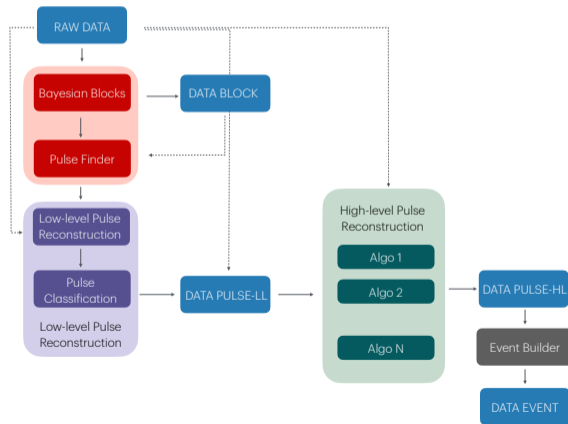 RAW DATA
Bayesian Blocks
DATA BLOCK
Pulse Finder
Low-level Pulse
Reconstruction
Pulse
Classification
Low-level Pulse
Reconstruction
DATA PULSE-LL
High-level Pulse
Reconstruction
Algo 1
Algo 2
Algo N
DATA PULSE-HL
Event Builder
DATA EVENT